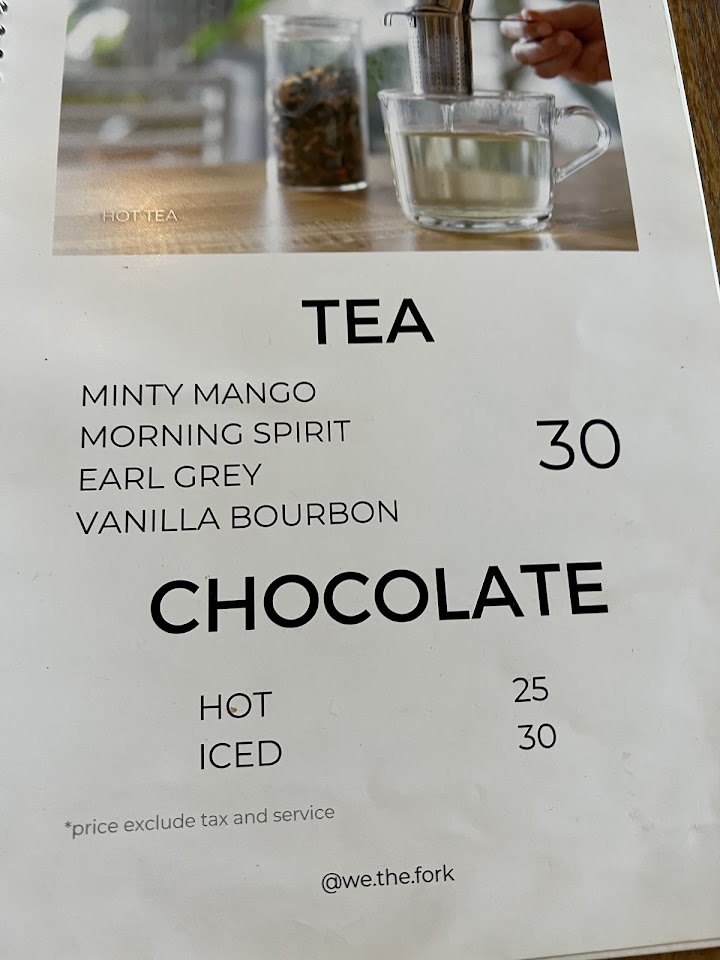 HOT TEA
TEA
MINTY MANGO
MORNING SPIRIT
EARL GREY
VANILLA BOURBON
30
CHOCOLATE
HOT 25
ICED 30
*price exclude tax and service
@we.the.fork